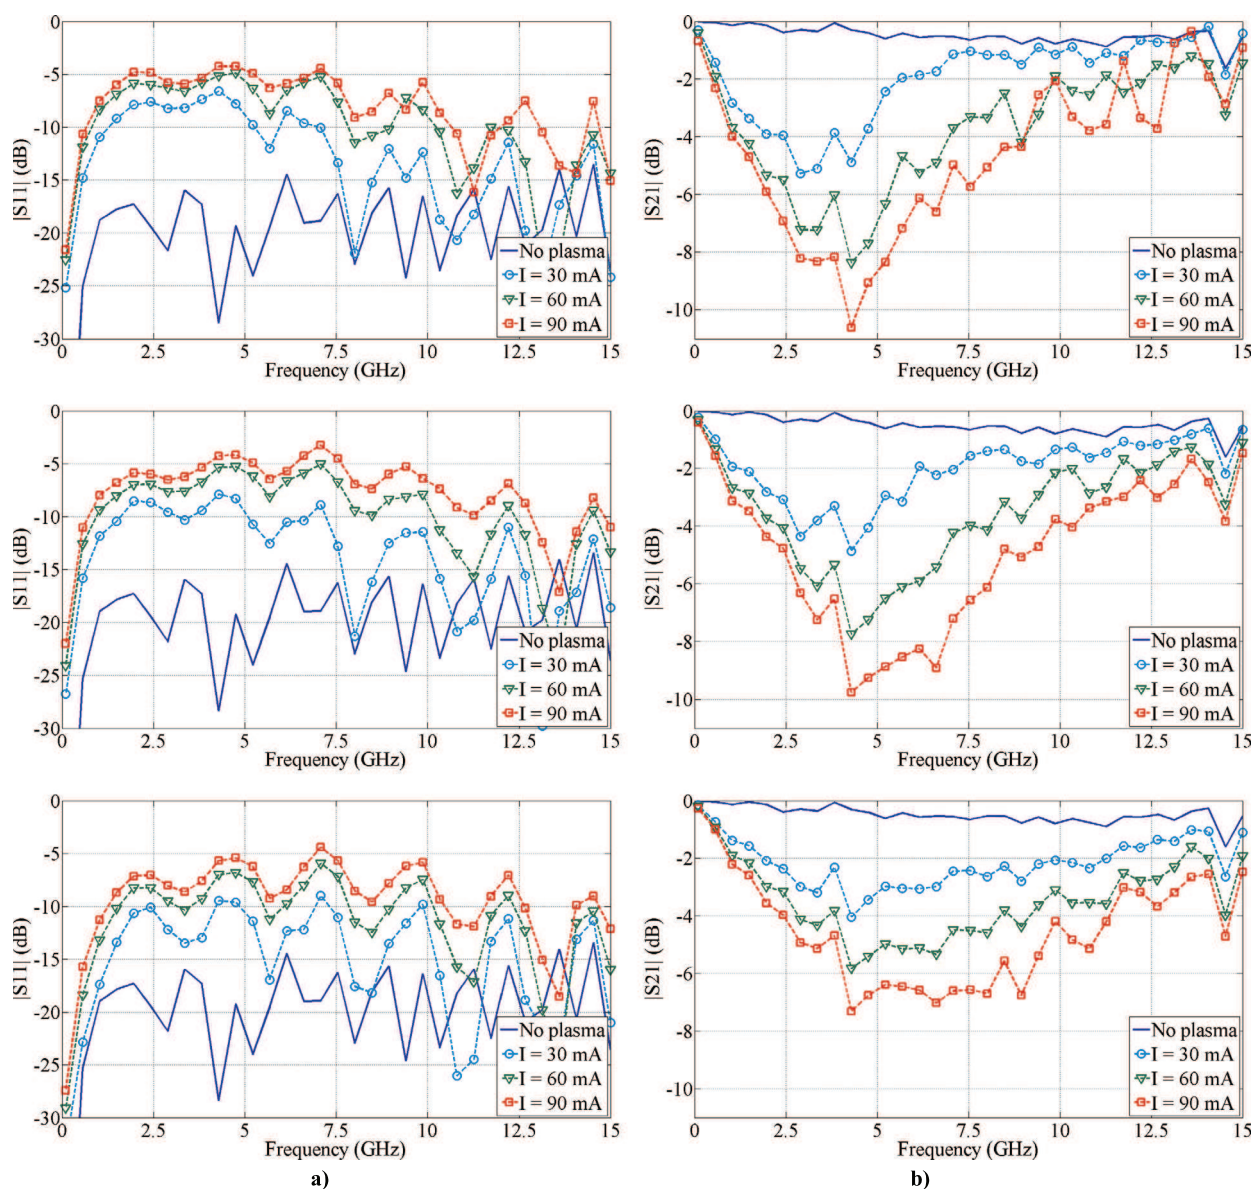 0
-5
-10
-15
-20
-25
-30
|S11| (dB)
0 2.5 5 7.5 10 12.5 15
Frequency (GHz)
No plasma
I = 30 mA
I = 60 mA
I = 90 mA
0
-2
-4
-6
-8
-10
|S21| (dB)
0 2.5 5 7.5 10 12.5 15
Frequency (GHz)
No plasma
I = 30 mA
I = 60 mA
I = 90 mA
0
-5
-10
-15
-20
-25
-30
|S11| (dB)
0 2.5 5 7.5 10 12.5 15
Frequency (GHz)
No plasma
I = 30 mA
I = 60 mA
I = 90 mA
0
-2
-4
-6
-8
-10
|S21| (dB)
0 2.5 5 7.5 10 12.5 15
Frequency (GHz)
No plasma
I = 30 mA
I = 60 mA
I = 90 mA
0
-5
-10
-15
-20
-25
-30
|S11| (dB)
0 2.5 5 7.5 10 12.5 15
Frequency (GHz)
No plasma
I = 30 mA
I = 60 mA
I = 90 mA
0
-2
-4
-6
-8
-10
|S21| (dB)
0 2.5 5 7.5 10 12.5 15
Frequency (GHz)
No plasma
I = 30 mA
I = 60 mA
I = 90 mA
a)
b)